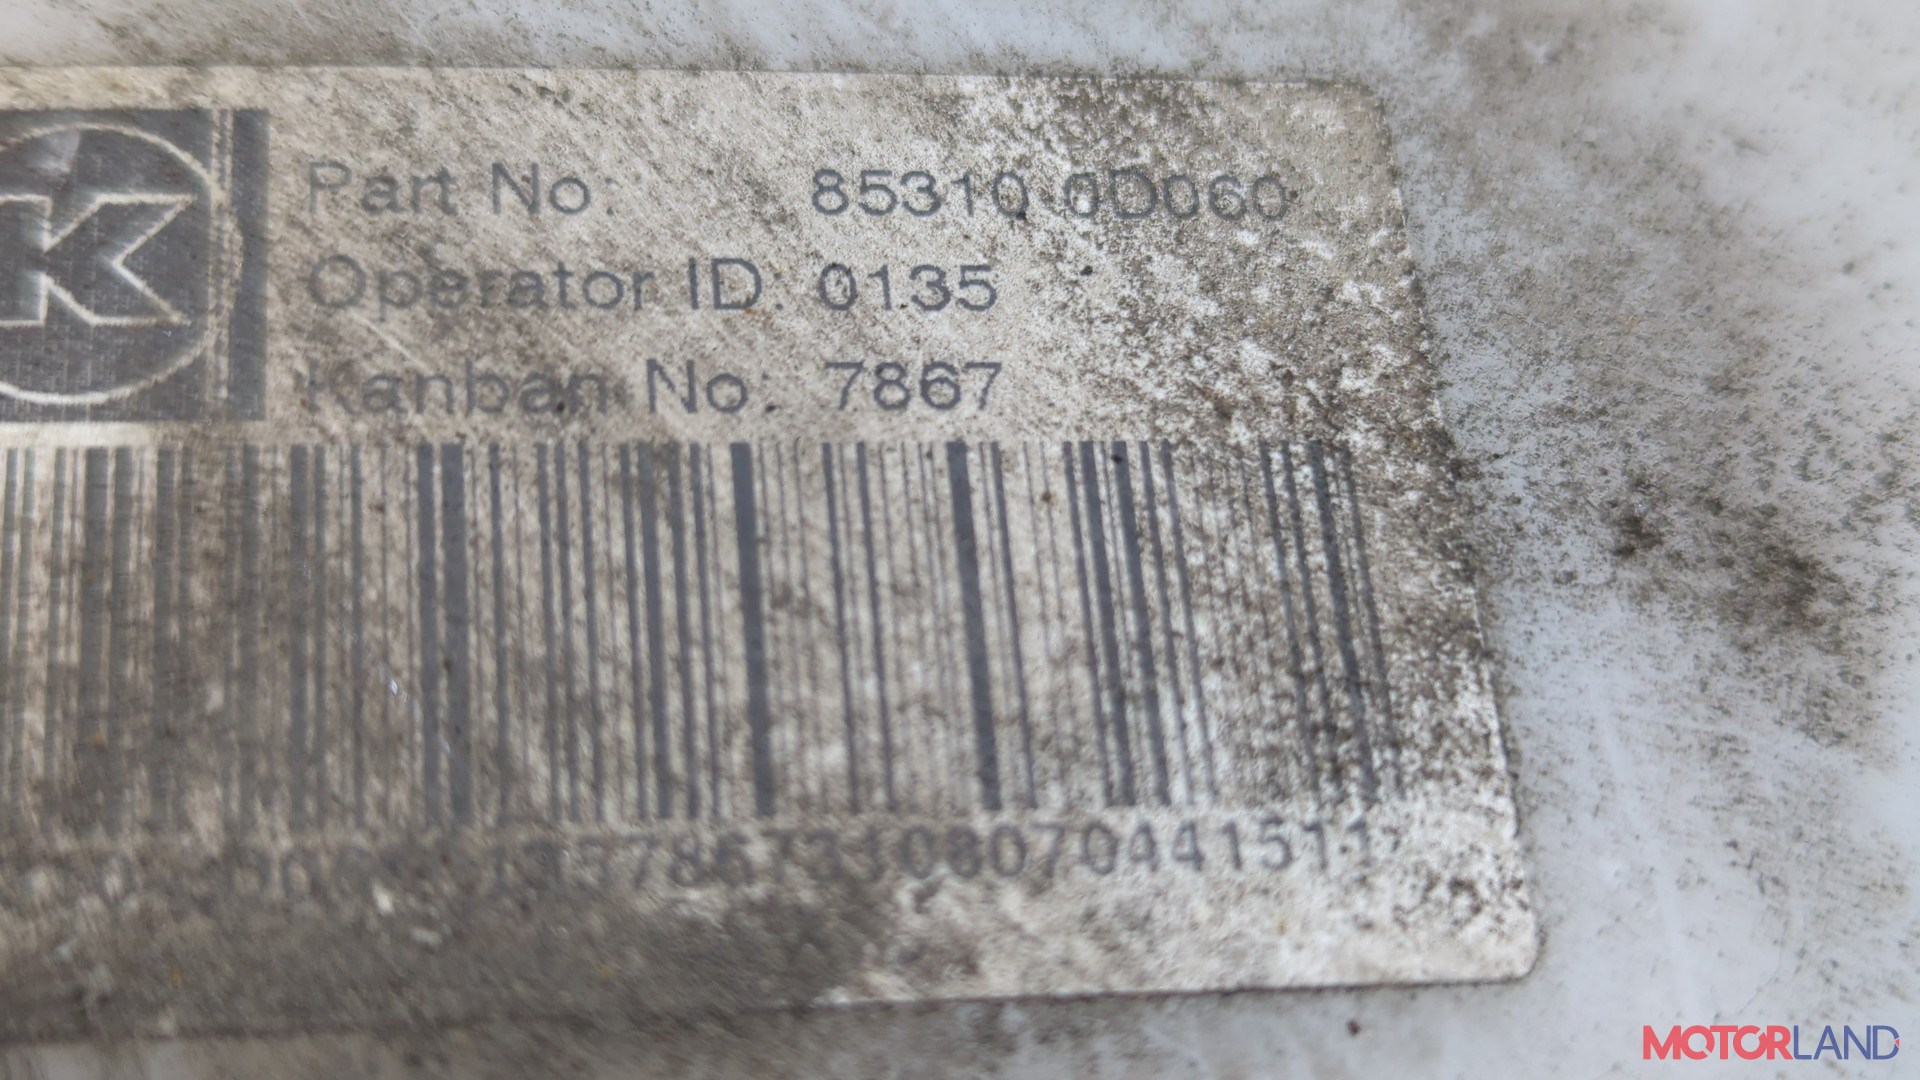 K
Part No: 85310 0D060
Operator ID: 0135
Kanban No: 7867
MOTORLAND